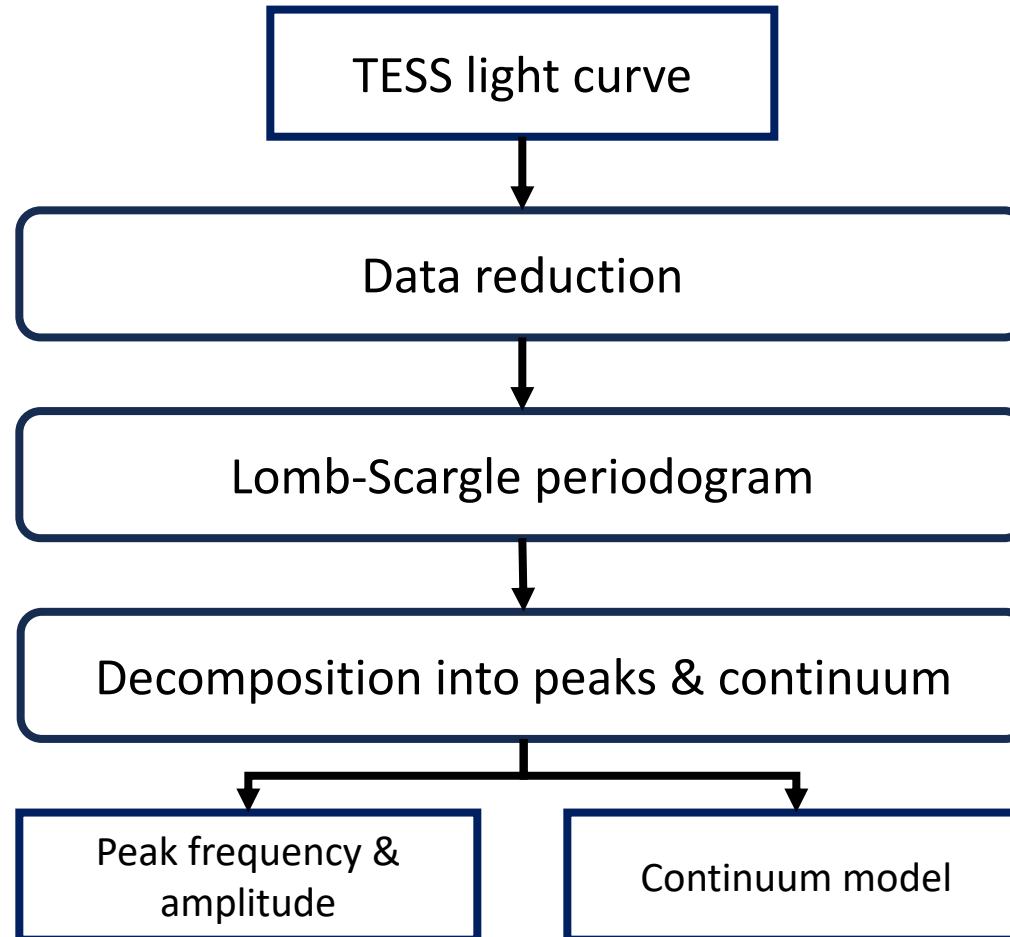 TESS light curve
Data reduction
Lomb-Scargle periodogram
Decomposition into peaks & continuum
Peak frequency &
amplitude
Continuum model